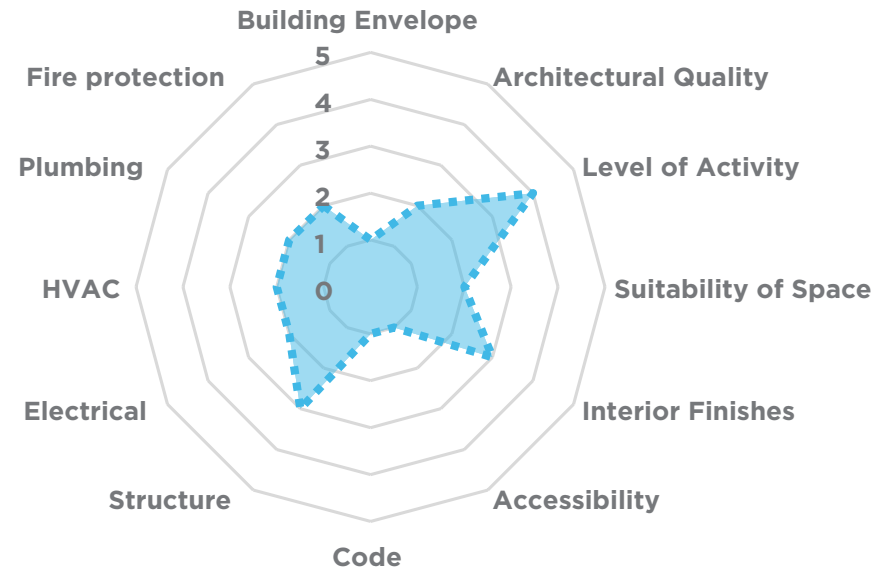 Building Envelope
5
Fire protection
Architectural Quality
4
3
Plumbing
Level of Activity
2
1
HVAC
0
Suitability of Space
Electrical
Interior Finishes
Structure
Accessibility
Code